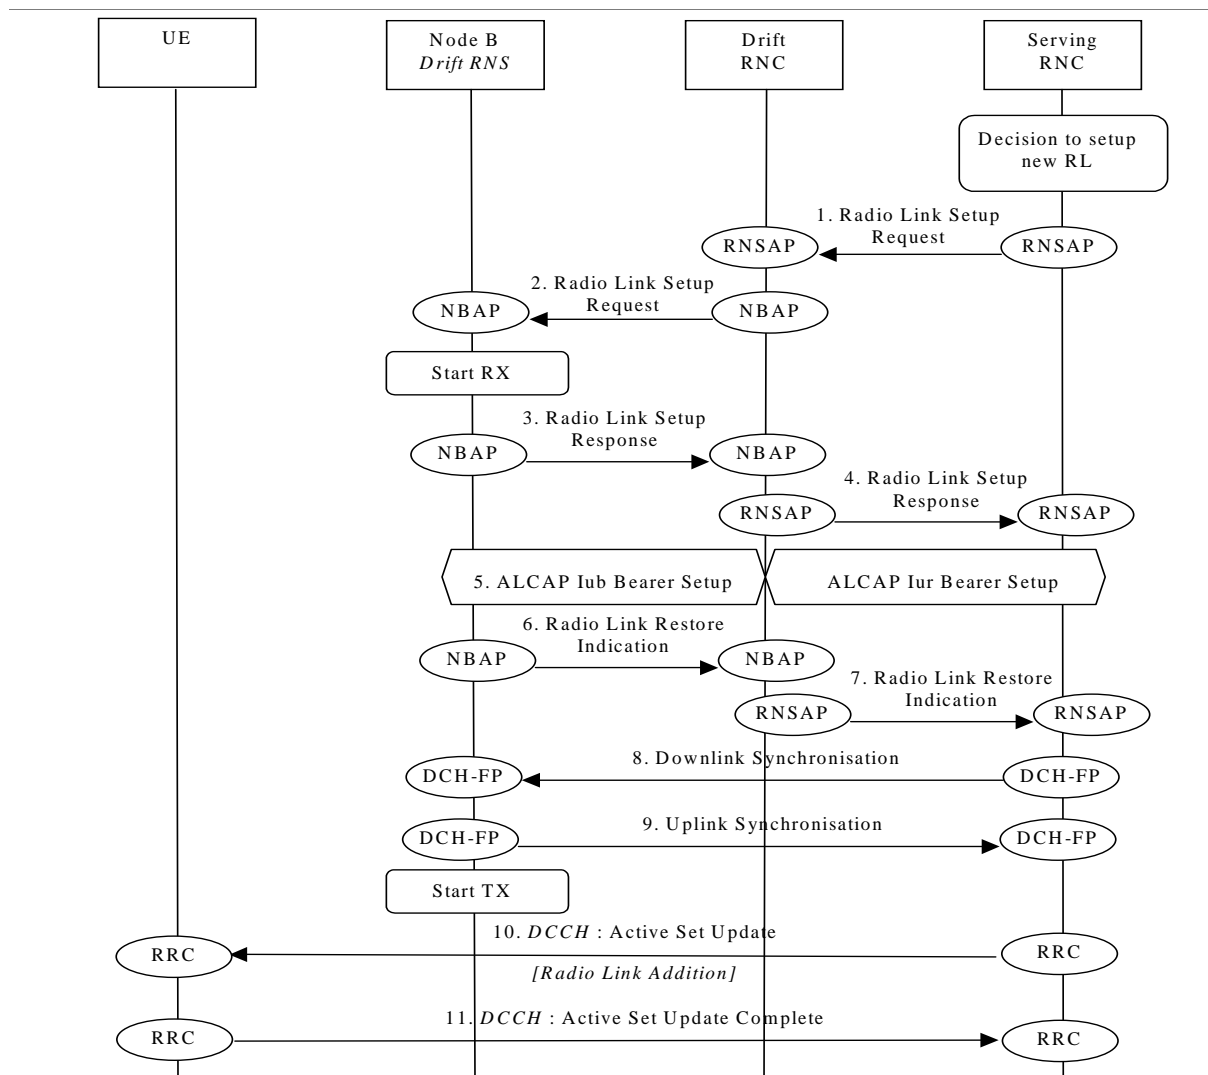 UE
Node B
Drift RNS
Drift
RNC
Serving
RNC
Decision to setup
new RL
1. Radio Link Setup
Request
RNSAP
RNSAP
2. Radio Link Setup
Request
NBAP
NBAP
Start RX
3. Radio Link Setup
Response
NBAP
NBAP
4. Radio Link Setup
Response
RNSAP
RNSAP
5. ALCAP Iub Bearer Setup
ALCAP Iur Bearer Setup
6. Radio Link Restore
Indication
NBAP
NBAP
7. Radio Link Restore
Indication
RNSAP
RNSAP
8. Downlink Synchronisation
DCH-FP
DCH-FP
9. Uplink Synchronisation
DCH-FP
DCH-FP
Start TX
10. DCCH : Active Set Update
RRC
RRC
[Radio Link Addition]
11. DCCH : Active Set Update Complete
RRC
RRC